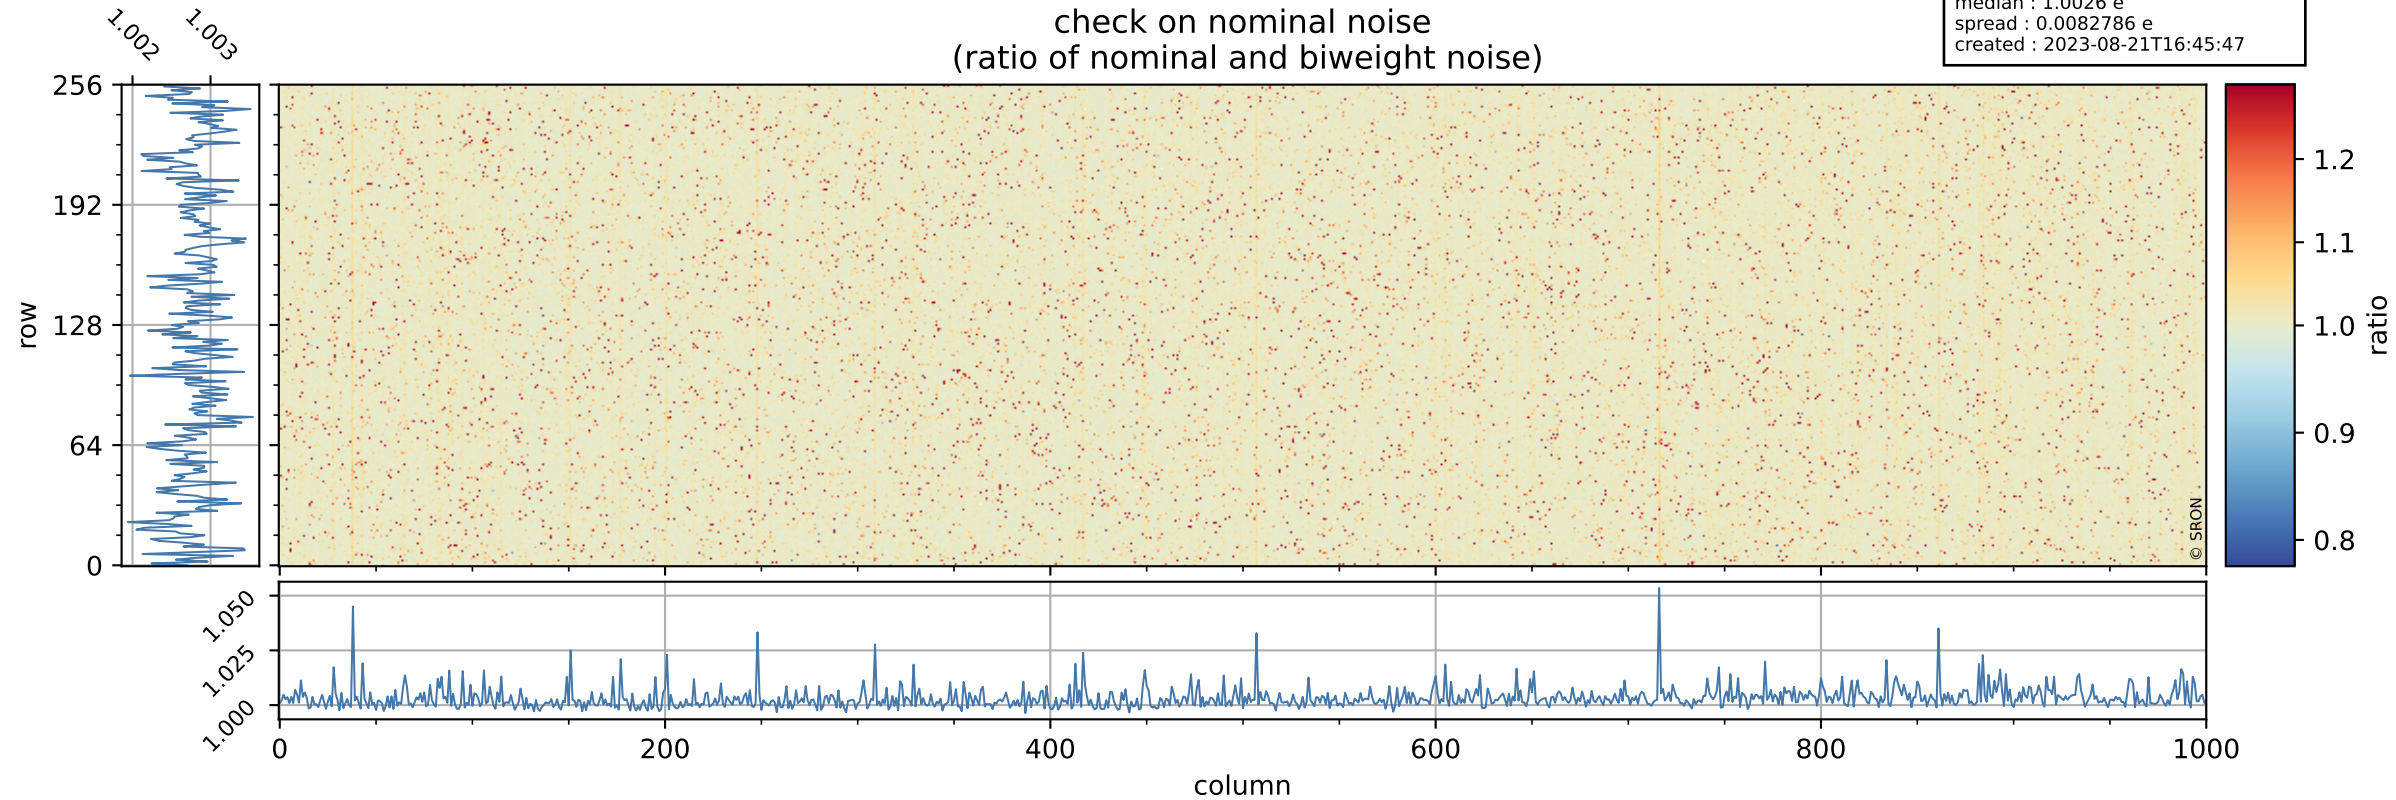 check on nominal noise
(ratio of nominal and biweight noise)
median : 1.0026 e
spread : 0.0082786 e
created : 2023-08-21T16:45:47
1.002
1.003
256
192
128
64
0
row
© SRON
1.2
1.1
1.0
0.9
0.8
ratio
1.050
1.025
1.000
0
200
400
600
800
1000
column